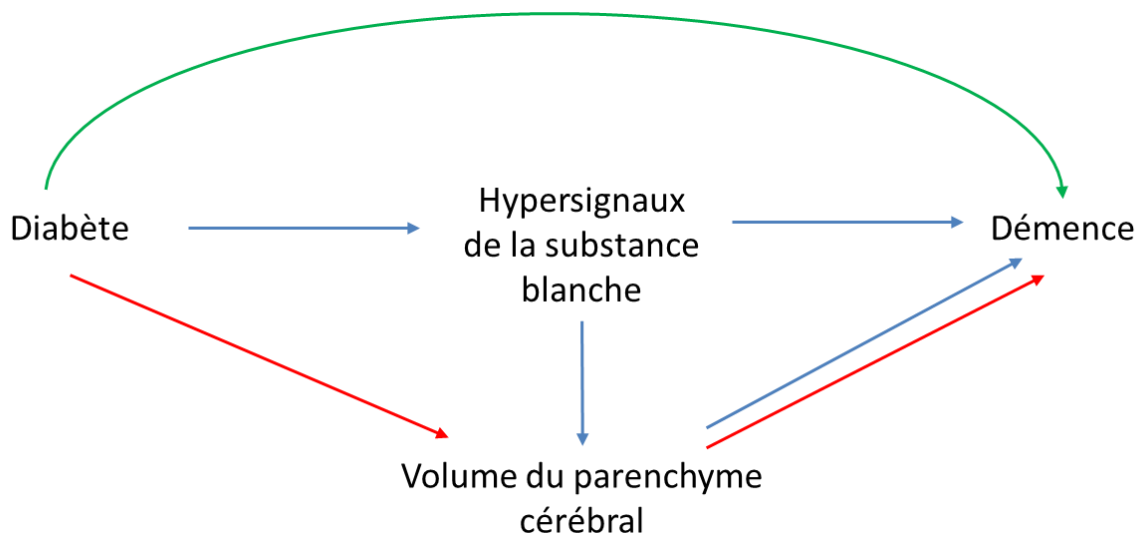 Diabète
Hypersignaux
de la substance
blanche
Démence
Volume du parenchyme
cérébral